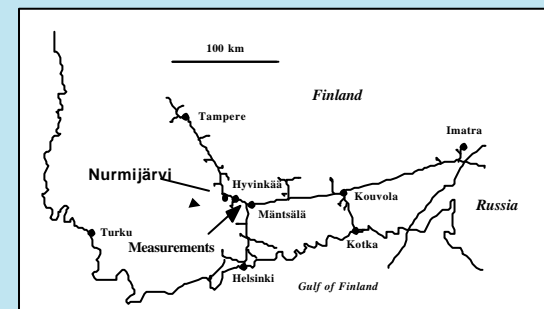 100 km
Finland
Tampere
Imatra
Nurmijärvi
Hyvinkää
Kouvola
Mäntsälä
Russia
Turku
Measurements
Kotka
Helsinki
Gulf of Finland